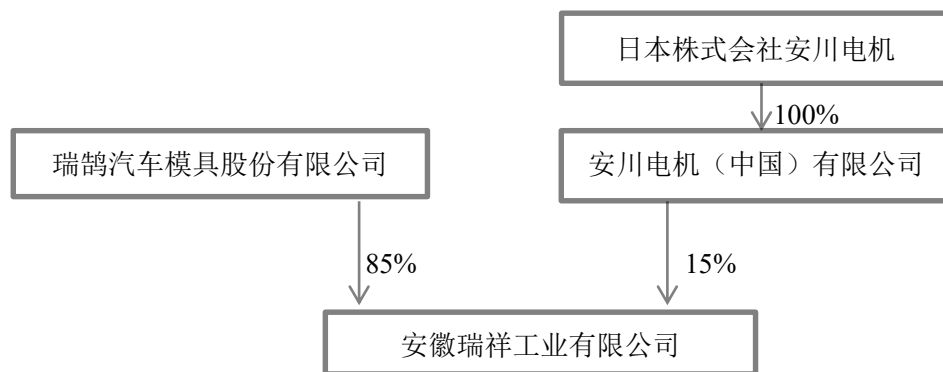 日本株式会社安川电机
100%
瑞鹄汽车模具股份有限公司
安川电机（中国）有限公司
85%
15%
安徽瑞祥工业有限公司